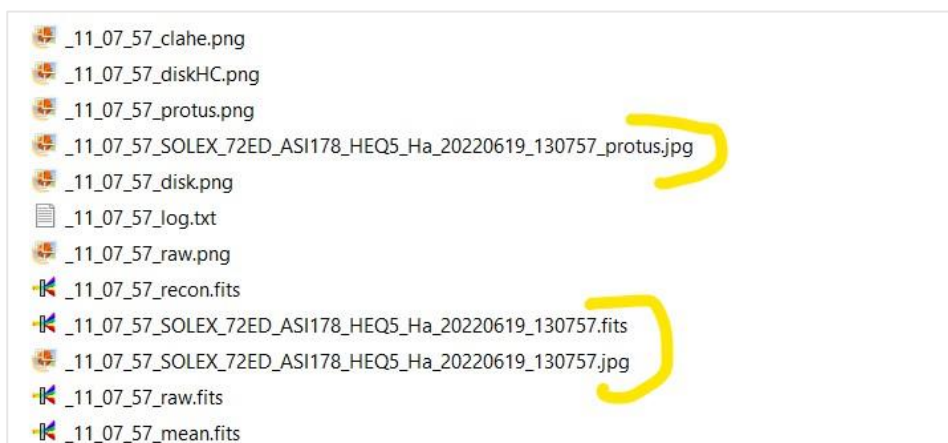 _11_07_57_clahe.png
_11_07_57_diskHC.png
_11_07_57_protus.png
_11_07_57_SOLEX_72ED_ASI178_HEQ5_Ha_20220619_130757_protus.jpg
_11_07_57_disk.png
_11_07_57_log.txt
_11_07_57_raw.png
_11_07_57_recon.fits
_11_07_57_SOLEX_72ED_ASI178_HEQ5_Ha_20220619_130757.fits
_11_07_57_SOLEX_72ED_ASI178_HEQ5_Ha_20220619_130757.jpg
_11_07_57_raw.fits
_11_07_57_mean.fits